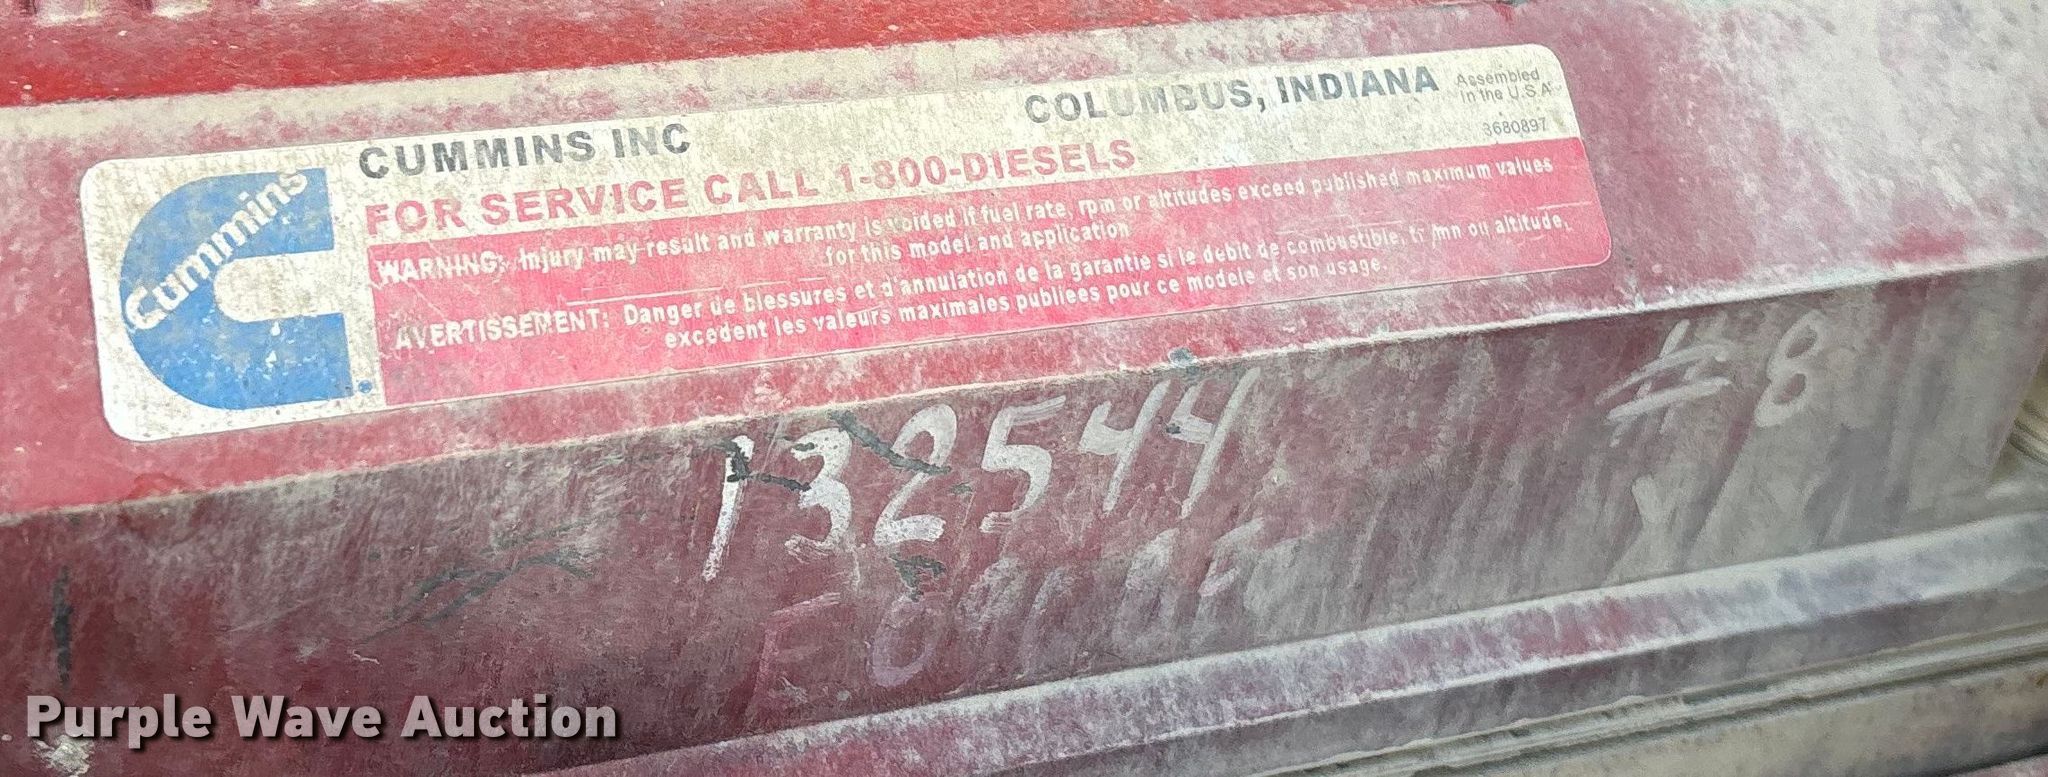 Cummins
CUMMINS INC
COLUMBUS, INDIANA
Assembled
in the U.S.A
3680897
FOR SERVICE CALL 1-800-DIESELS
WARNING: Injury may result and warranty is voided if fuel rate, rpm or altitudes exceed published maximum values
for this model and application
AVERTISSEMENT: Danger de blessures et d'annulation de la garantie si le debit de combustible, tr/mn ou altitude,
excedent les valeurs maximales publiees pour ce modele et son usage.
132544
#8
Purple Wave Auction